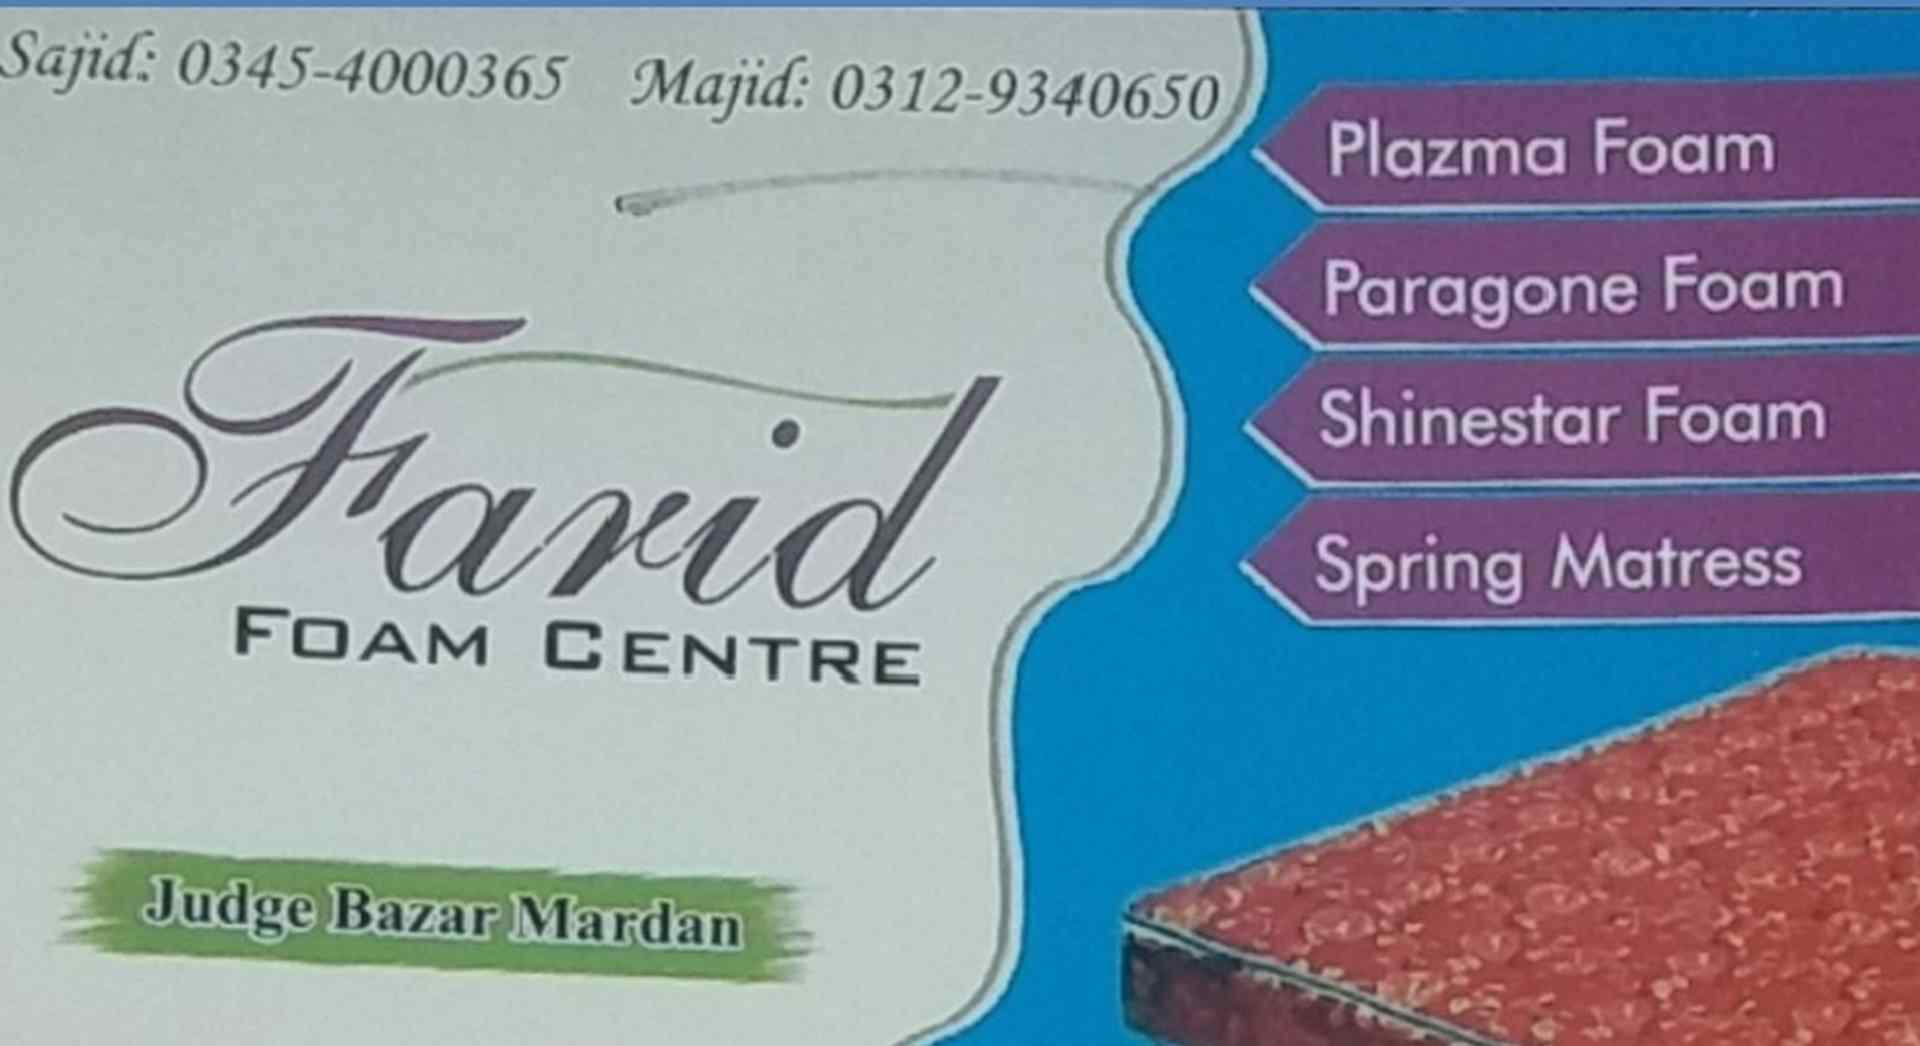 Sajid: 0345-4000365 Majid: 0312-9340650
Farid
FOAM CENTRE
Judge Bazar Mardan
Plazma Foam
Paragone Foam
Shinestar Foam
Spring Matress